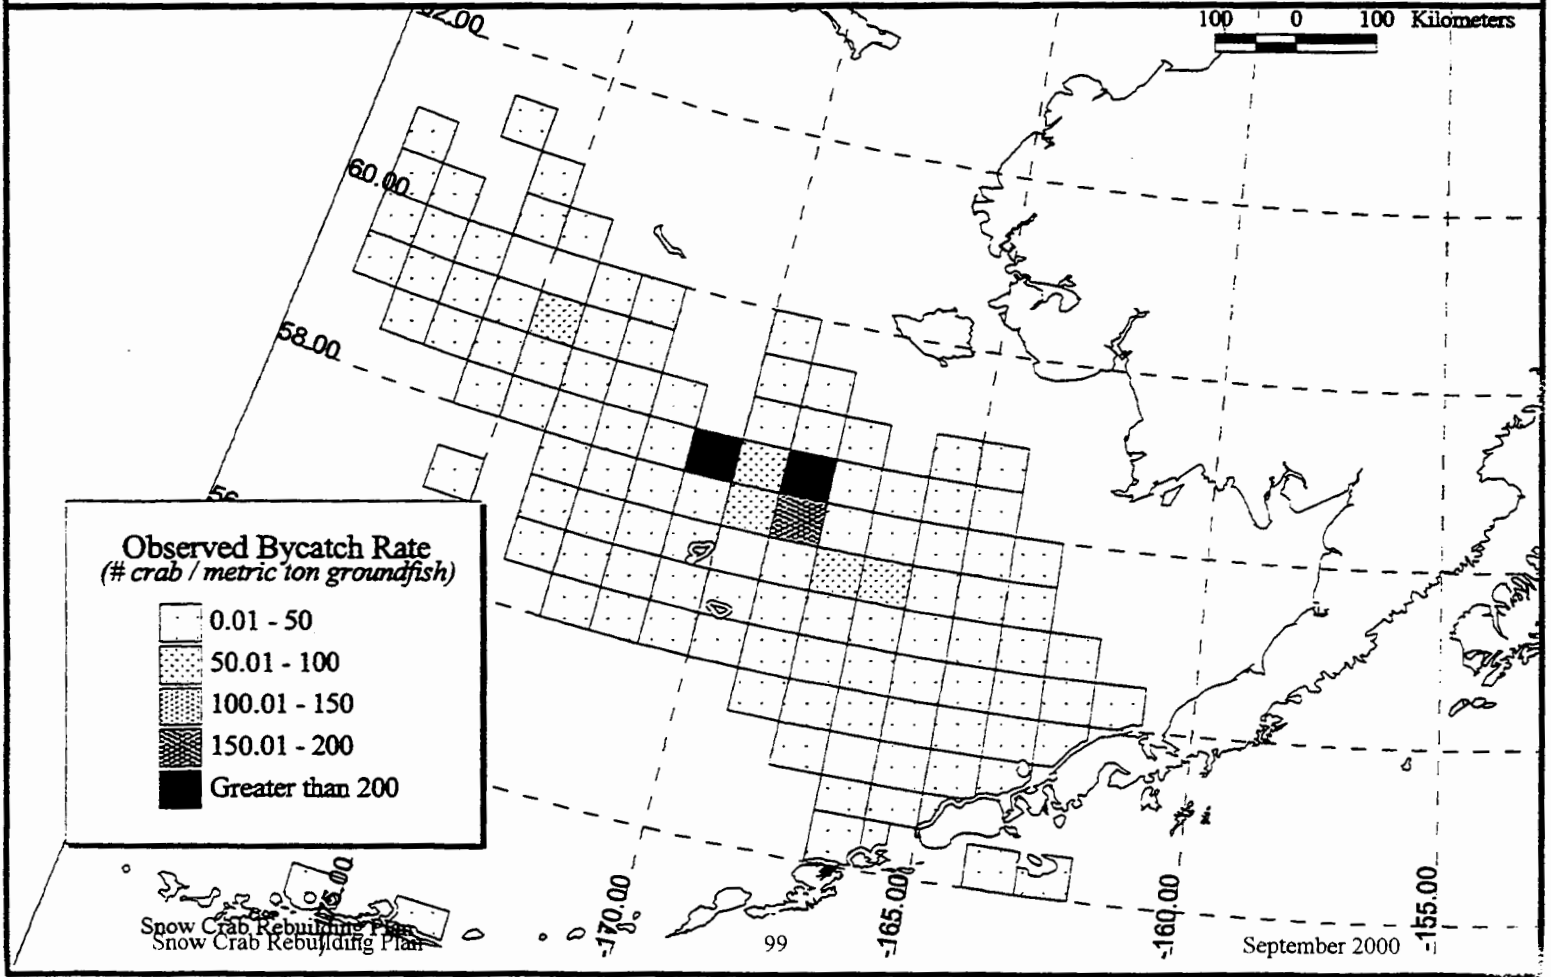 62.00
100 0 100 Kilometers
60.00
58.00
56
Observed Bycatch Rate
(# crab / metric ton groundfish)
0.01 - 50
50.01 - 100
100.01 - 150
150.01 - 200
Greater than 200
-170.00
-165.00
-160.00
-155.00
Snow Crab Rebuilding Plan
Snow Crab Rebuilding Plan
99
September 2000